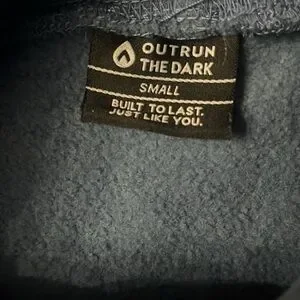 OUTRUN
THE DARK
SMALL
BUILT TO LAST.
JUST LIKE YOU.